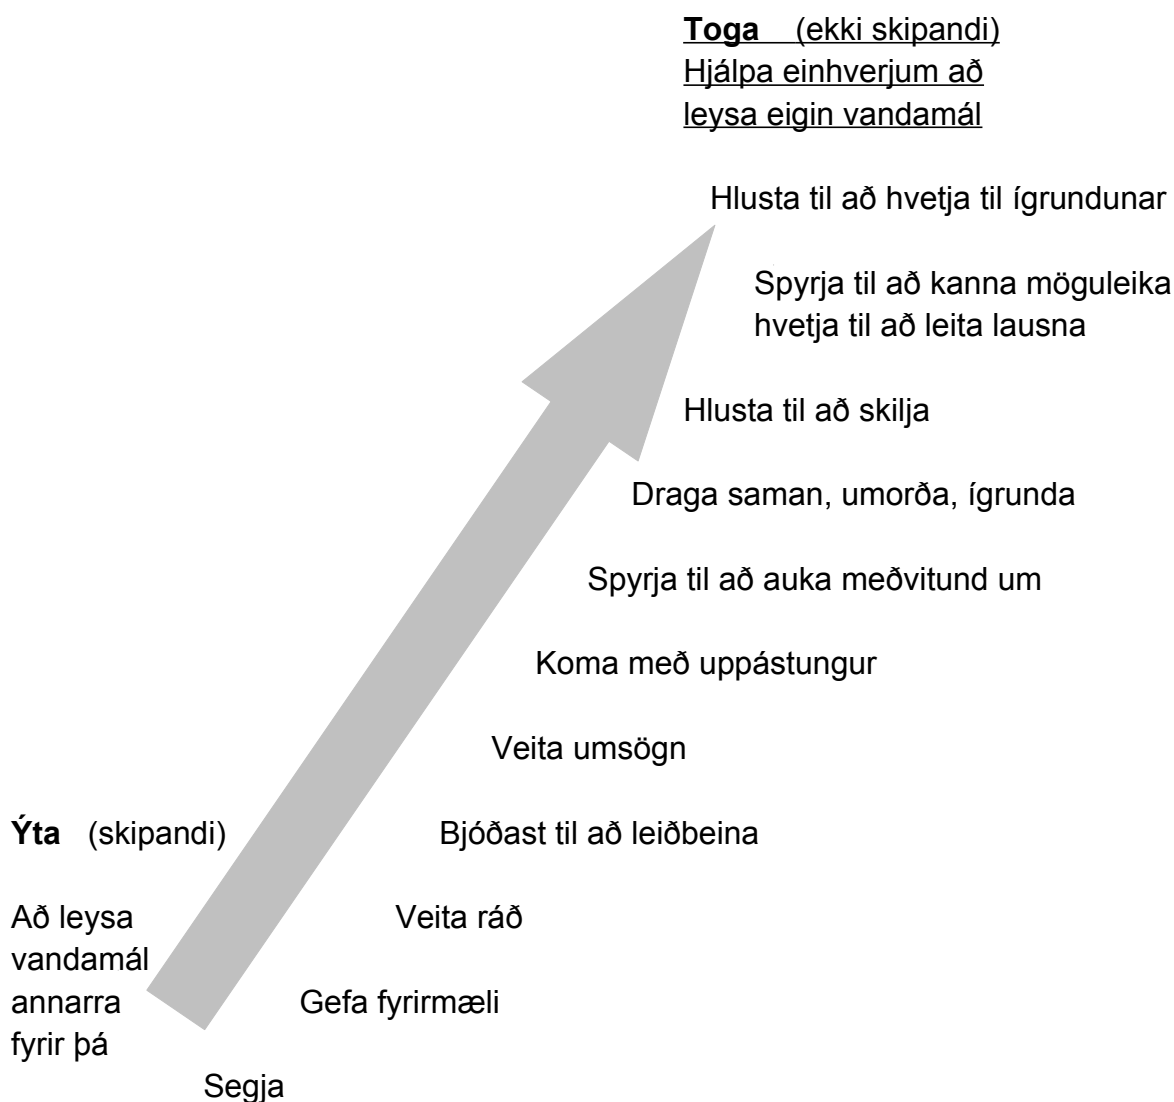 Toga (ekki skipandi)
Hjálpa einhverjum að
leysa eigin vandamál
Hlusta til að hvetja til ígrundunar
Spyrja til að kanna möguleika
hvetja til að leita lausna
Hlusta til að skilja
Draga saman, umorða, ígrunda
Spyrja til að auka meðvitund um
Koma með uppástungur
Veita umsögn
Ýta (skipandi)
Bjóðast til að leiðbeina
Að leysa
vandamál
annarra
fyrir þá
Veita ráð
Gefa fyrirmæli
Segja